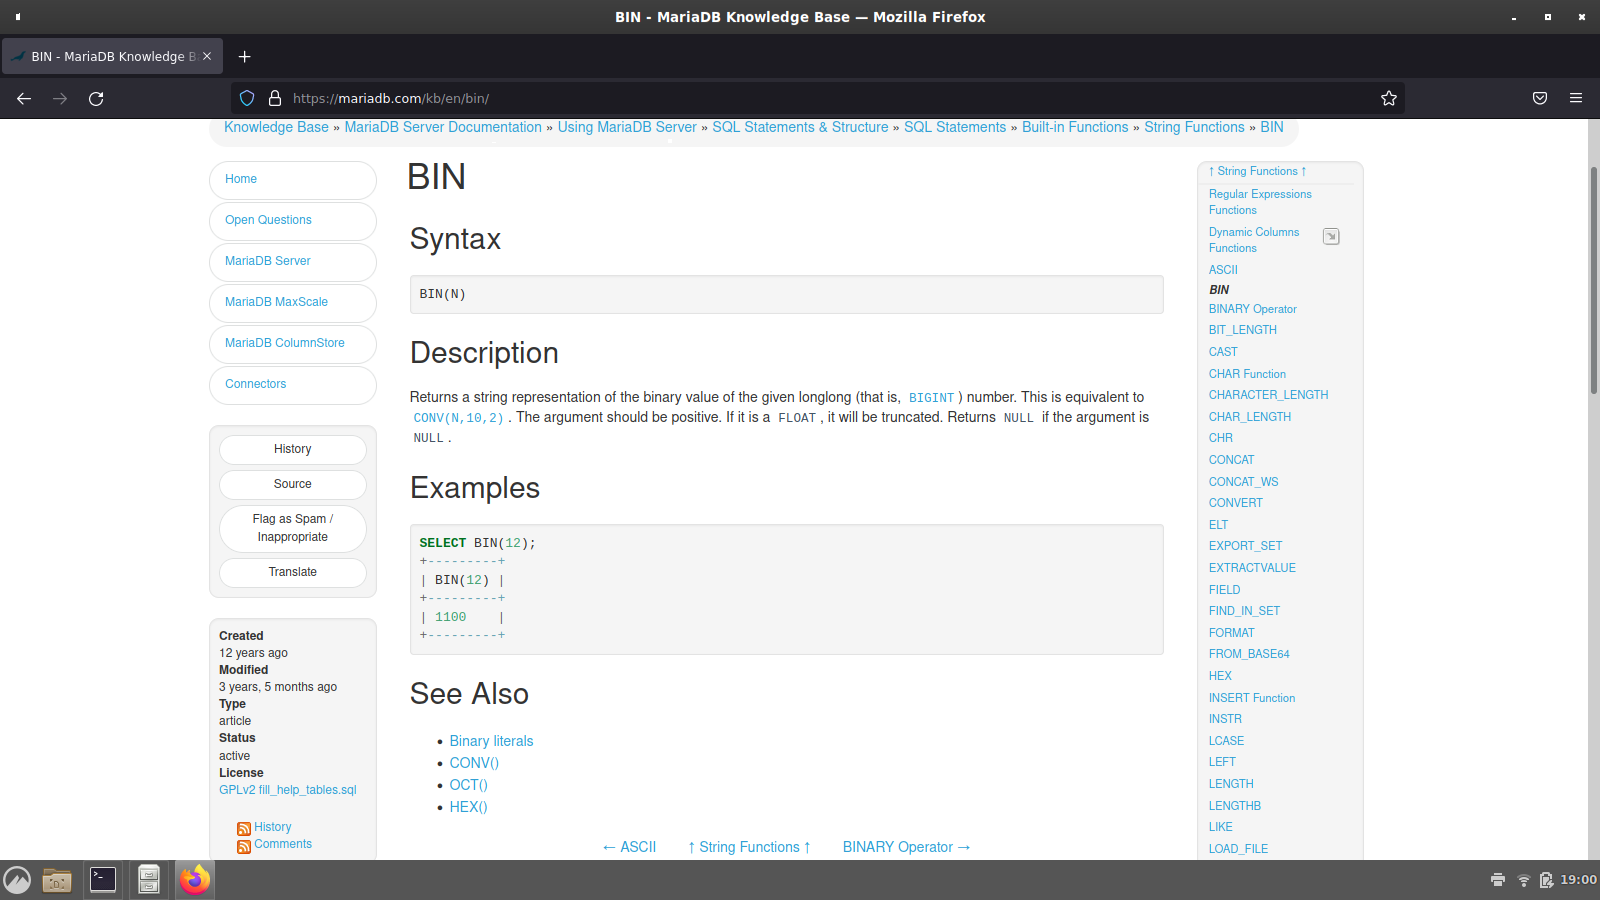 BIN - MariaDB Knowledge Base — Mozilla Firefox
BIN - MariaDB Knowledge B
https://mariadb.com/kb/en/bin/
Knowledge Base » MariaDB Server Documentation » Using MariaDB Server » SQL Statements & Structure » SQL Statements » Built-in Functions » String Functions » BIN
Home
Open Questions
MariaDB Server
MariaDB MaxScale
MariaDB ColumnStore
Connectors
History
Source
Flag as Spam /
Inappropriate
Translate
Created
12 years ago
Modified
3 years, 5 months ago
Type
article
Status
active
License
GPLv2 fill_help_tables.sql
History
Comments
BIN
Syntax
BIN(N)
Description
Returns a string representation of the binary value of the given longlong (that is, BIGINT ) number. This is equivalent to
CONV(N,10,2) . The argument should be positive. If it is a FLOAT , it will be truncated. Returns NULL if the argument is
NULL .
Examples
SELECT BIN(12);
+---------+
| BIN(12) |
+---------+
| 1100    |
+---------+
See Also
• Binary literals
• CONV()
• OCT()
• HEX()
← ASCII ↑ String Functions ↑ BINARY Operator →
↑ String Functions ↑
Regular Expressions
Functions
Dynamic Columns
Functions
ASCII
BIN
BINARY Operator
BIT_LENGTH
CAST
CHAR Function
CHARACTER_LENGTH
CHAR_LENGTH
CHR
CONCAT
CONCAT_WS
CONVERT
ELT
EXPORT_SET
EXTRACTVALUE
FIELD
FIND_IN_SET
FORMAT
FROM_BASE64
HEX
INSERT Function
INSTR
LCASE
LEFT
LENGTH
LENGTHB
LIKE
LOAD_FILE
19:00